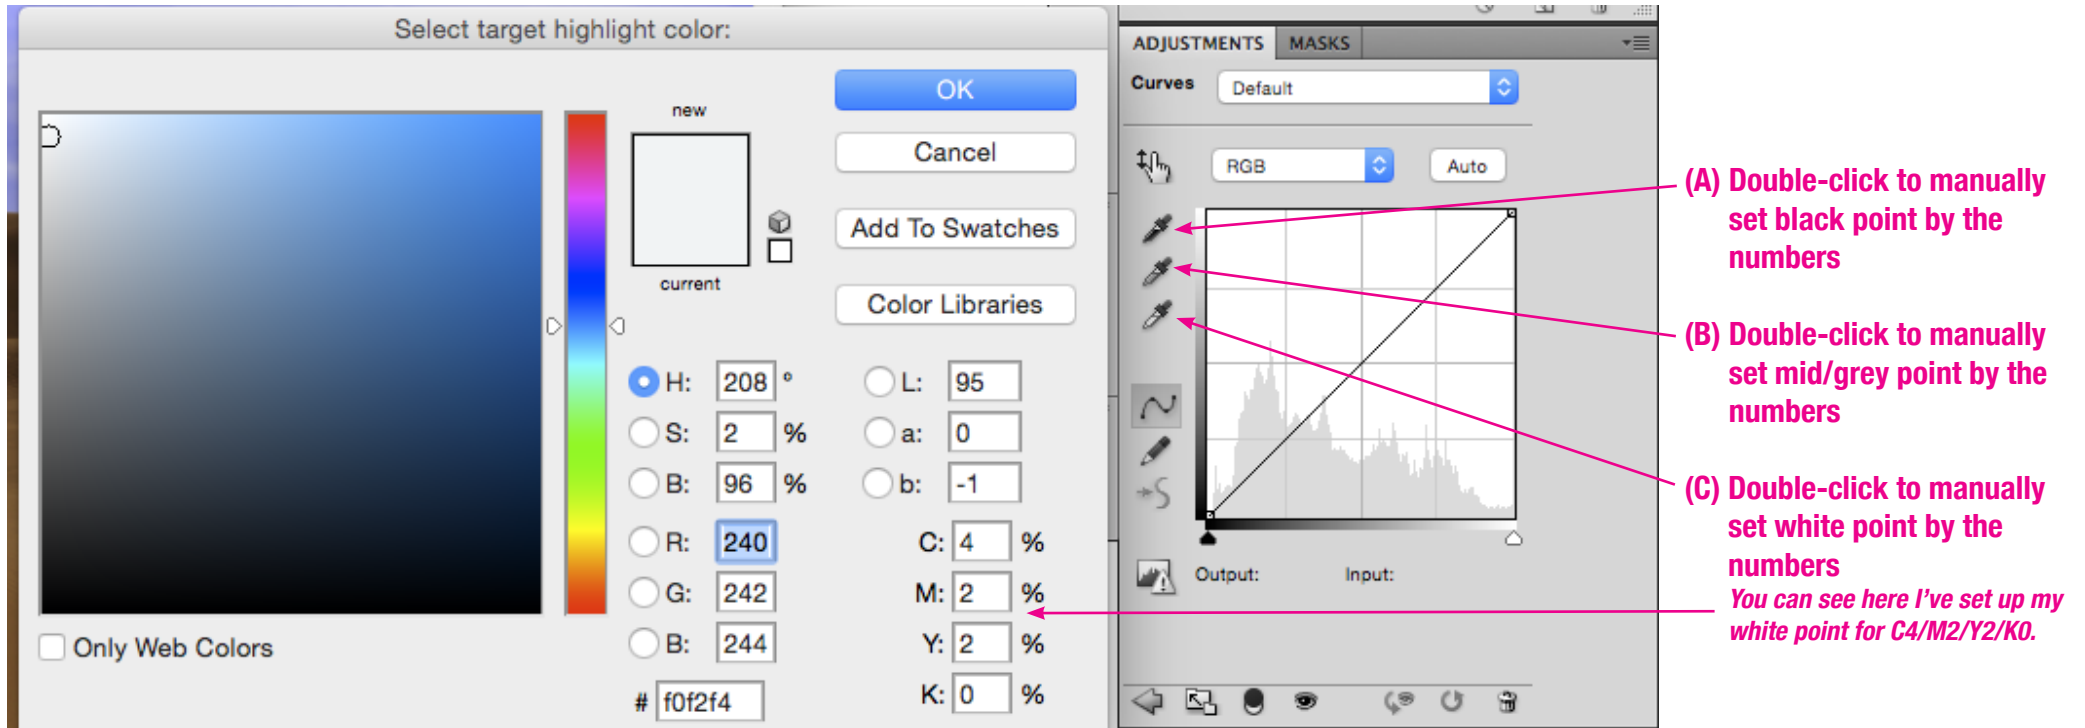 Select target highlight color:
new
current
OK
Cancel
Add To Swatches
Color Libraries
H: 208 °
S: 2 %
B: 96 %
R: 240
G: 242
B: 244
# f0f2f4
L: 95
a: 0
b: -1
C: 4 %
M: 2 %
Y: 2 %
K: 0 %
Only Web Colors
ADJUSTMENTS MASKS
Curves Default
RGB Auto
Output: Input:
(A) Double-click to manually
set black point by the
numbers
(B) Double-click to manually
set mid/grey point by the
numbers
(C) Double-click to manually
set white point by the
numbers
You can see here I've set up my
white point for C4/M2/Y2/K0.